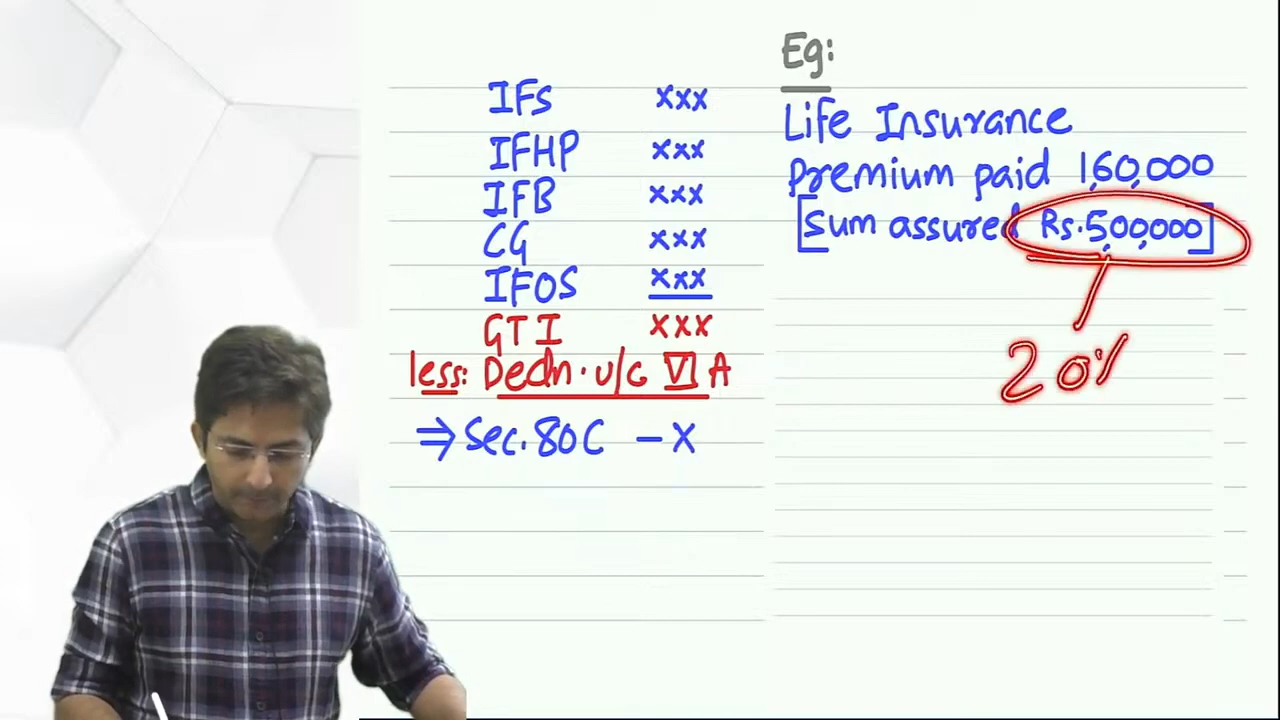 IFS xxx
IFHP xxx
IFB xxx
CG xxx
IFOS xxx
GTI xxx
less: Dedn. u/c VI A
⇒ Sec. 80C – x
Eg:
Life Insurance
Premium paid 1,60,000
[Sum assured Rs. 5,00,000]
20%